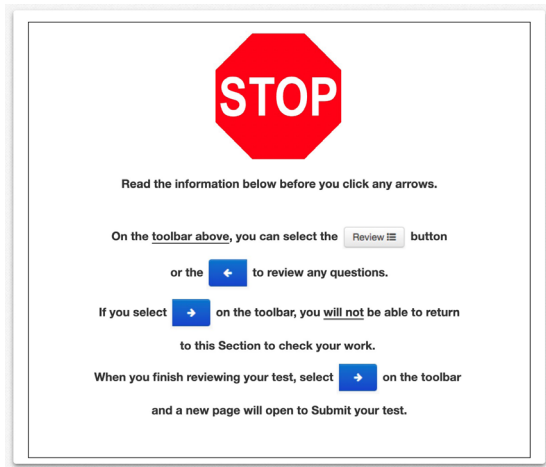 STOP
Read the information below before you click any arrows.
On the toolbar above, you can select the Review button
or the to review any questions.
If you select on the toolbar, you will not be able to return
to this Section to check your work.
When you finish reviewing your test, select on the toolbar
and a new page will open to Submit your test.